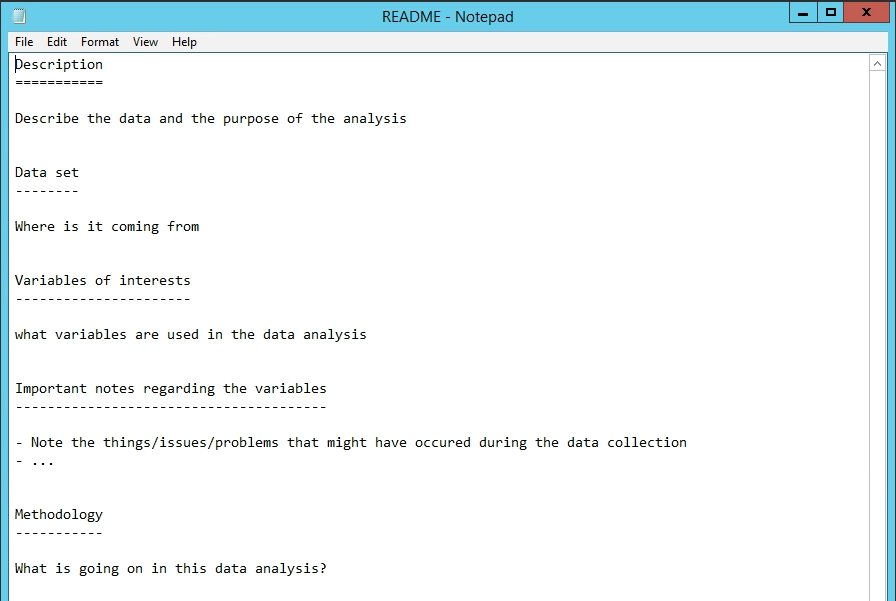 README - Notepad
File Edit Format View Help
Description
===========
Describe the data and the purpose of the analysis
Data set
--------
Where is it coming from
Variables of interests
----------------------
what variables are used in the data analysis
Important notes regarding the variables
---------------------------------------
- Note the things/issues/problems that might have occured during the data collection
- ...
Methodology
-----------
What is going on in this data analysis?